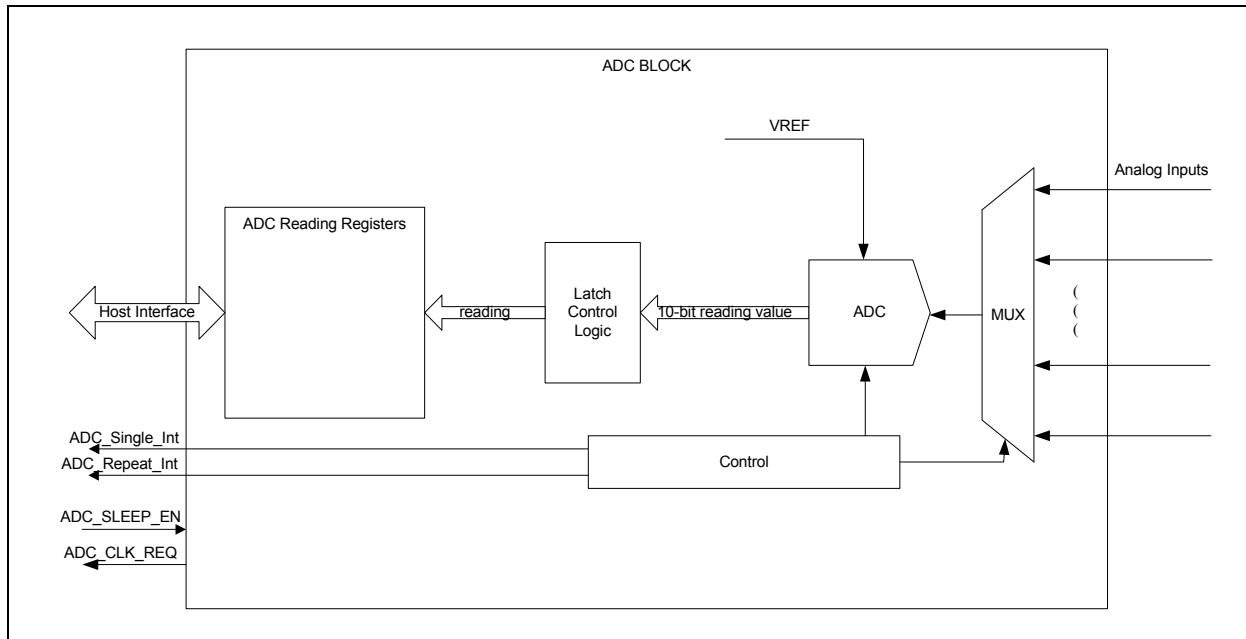 ADC BLOCK
VREF
Analog Inputs
ADC Reading Registers
Host Interface
reading
Latch
Control
Logic
10-bit reading value
ADC
MUX
(
(
(
ADC_Single_Int
ADC_Repeat_Int
Control
ADC_SLEEP_EN
ADC_CLK_REQ